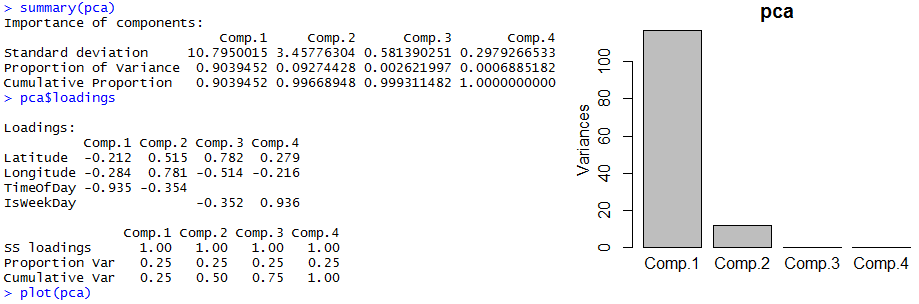 > summary(pca)
Importance of components:
                          Comp.1     Comp.2      Comp.3       Comp.4
Standard deviation     10.7950015 3.45776304 0.581390251 0.2979266533
Proportion of Variance  0.9039452 0.09274428 0.002621997 0.0006885182
Cumulative Proportion   0.9039452 0.99668948 0.999311482 1.0000000000
> pca$loadings
Loadings:
          Comp.1 Comp.2 Comp.3 Comp.4
Latitude  -0.212  0.515  0.782  0.279
Longitude -0.284  0.781 -0.514 -0.216
TimeOfDay -0.935 -0.354
IsWeekDay               -0.352  0.936
               Comp.1 Comp.2 Comp.3 Comp.4
SS loadings      1.00   1.00   1.00   1.00
Proportion Var   0.25   0.25   0.25   0.25
Cumulative Var   0.25   0.50   0.75   1.00
> plot(pca)
pca
Variances
100
80
60
40
20
0
Comp.1 Comp.2 Comp.3 Comp.4